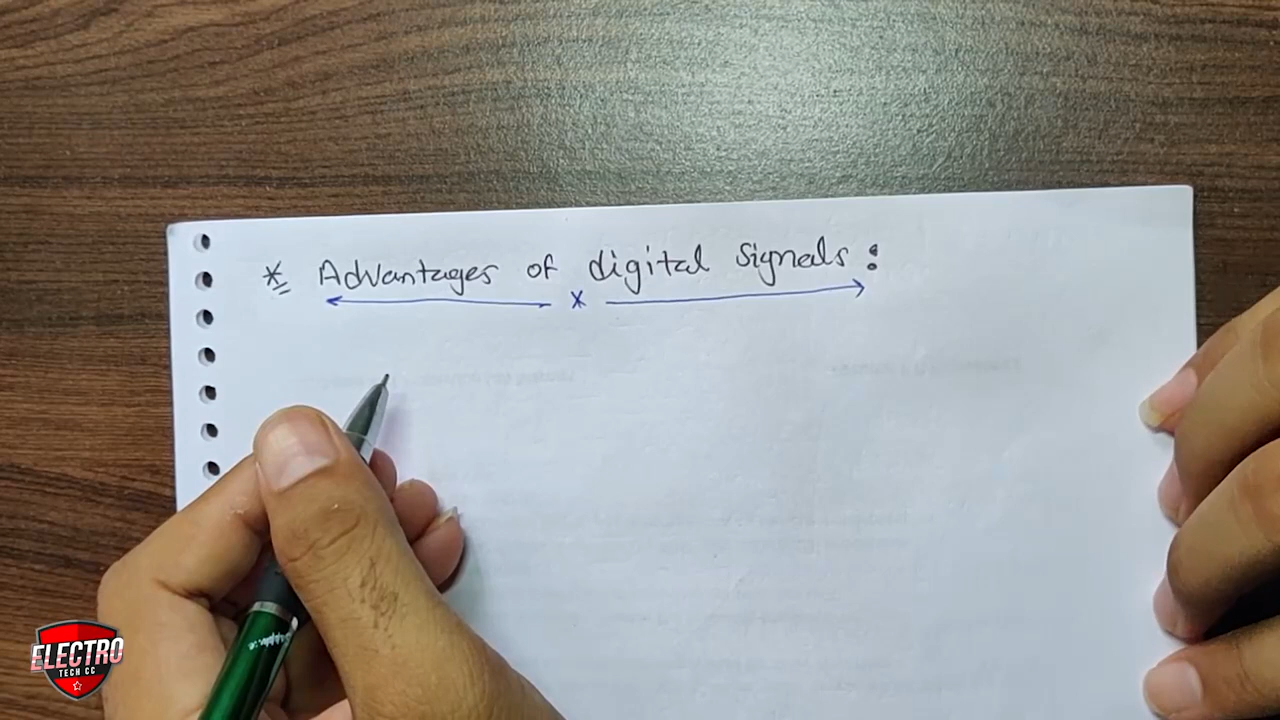 * Advantages of digital Signals :
x
ELECTRO
TECH CC